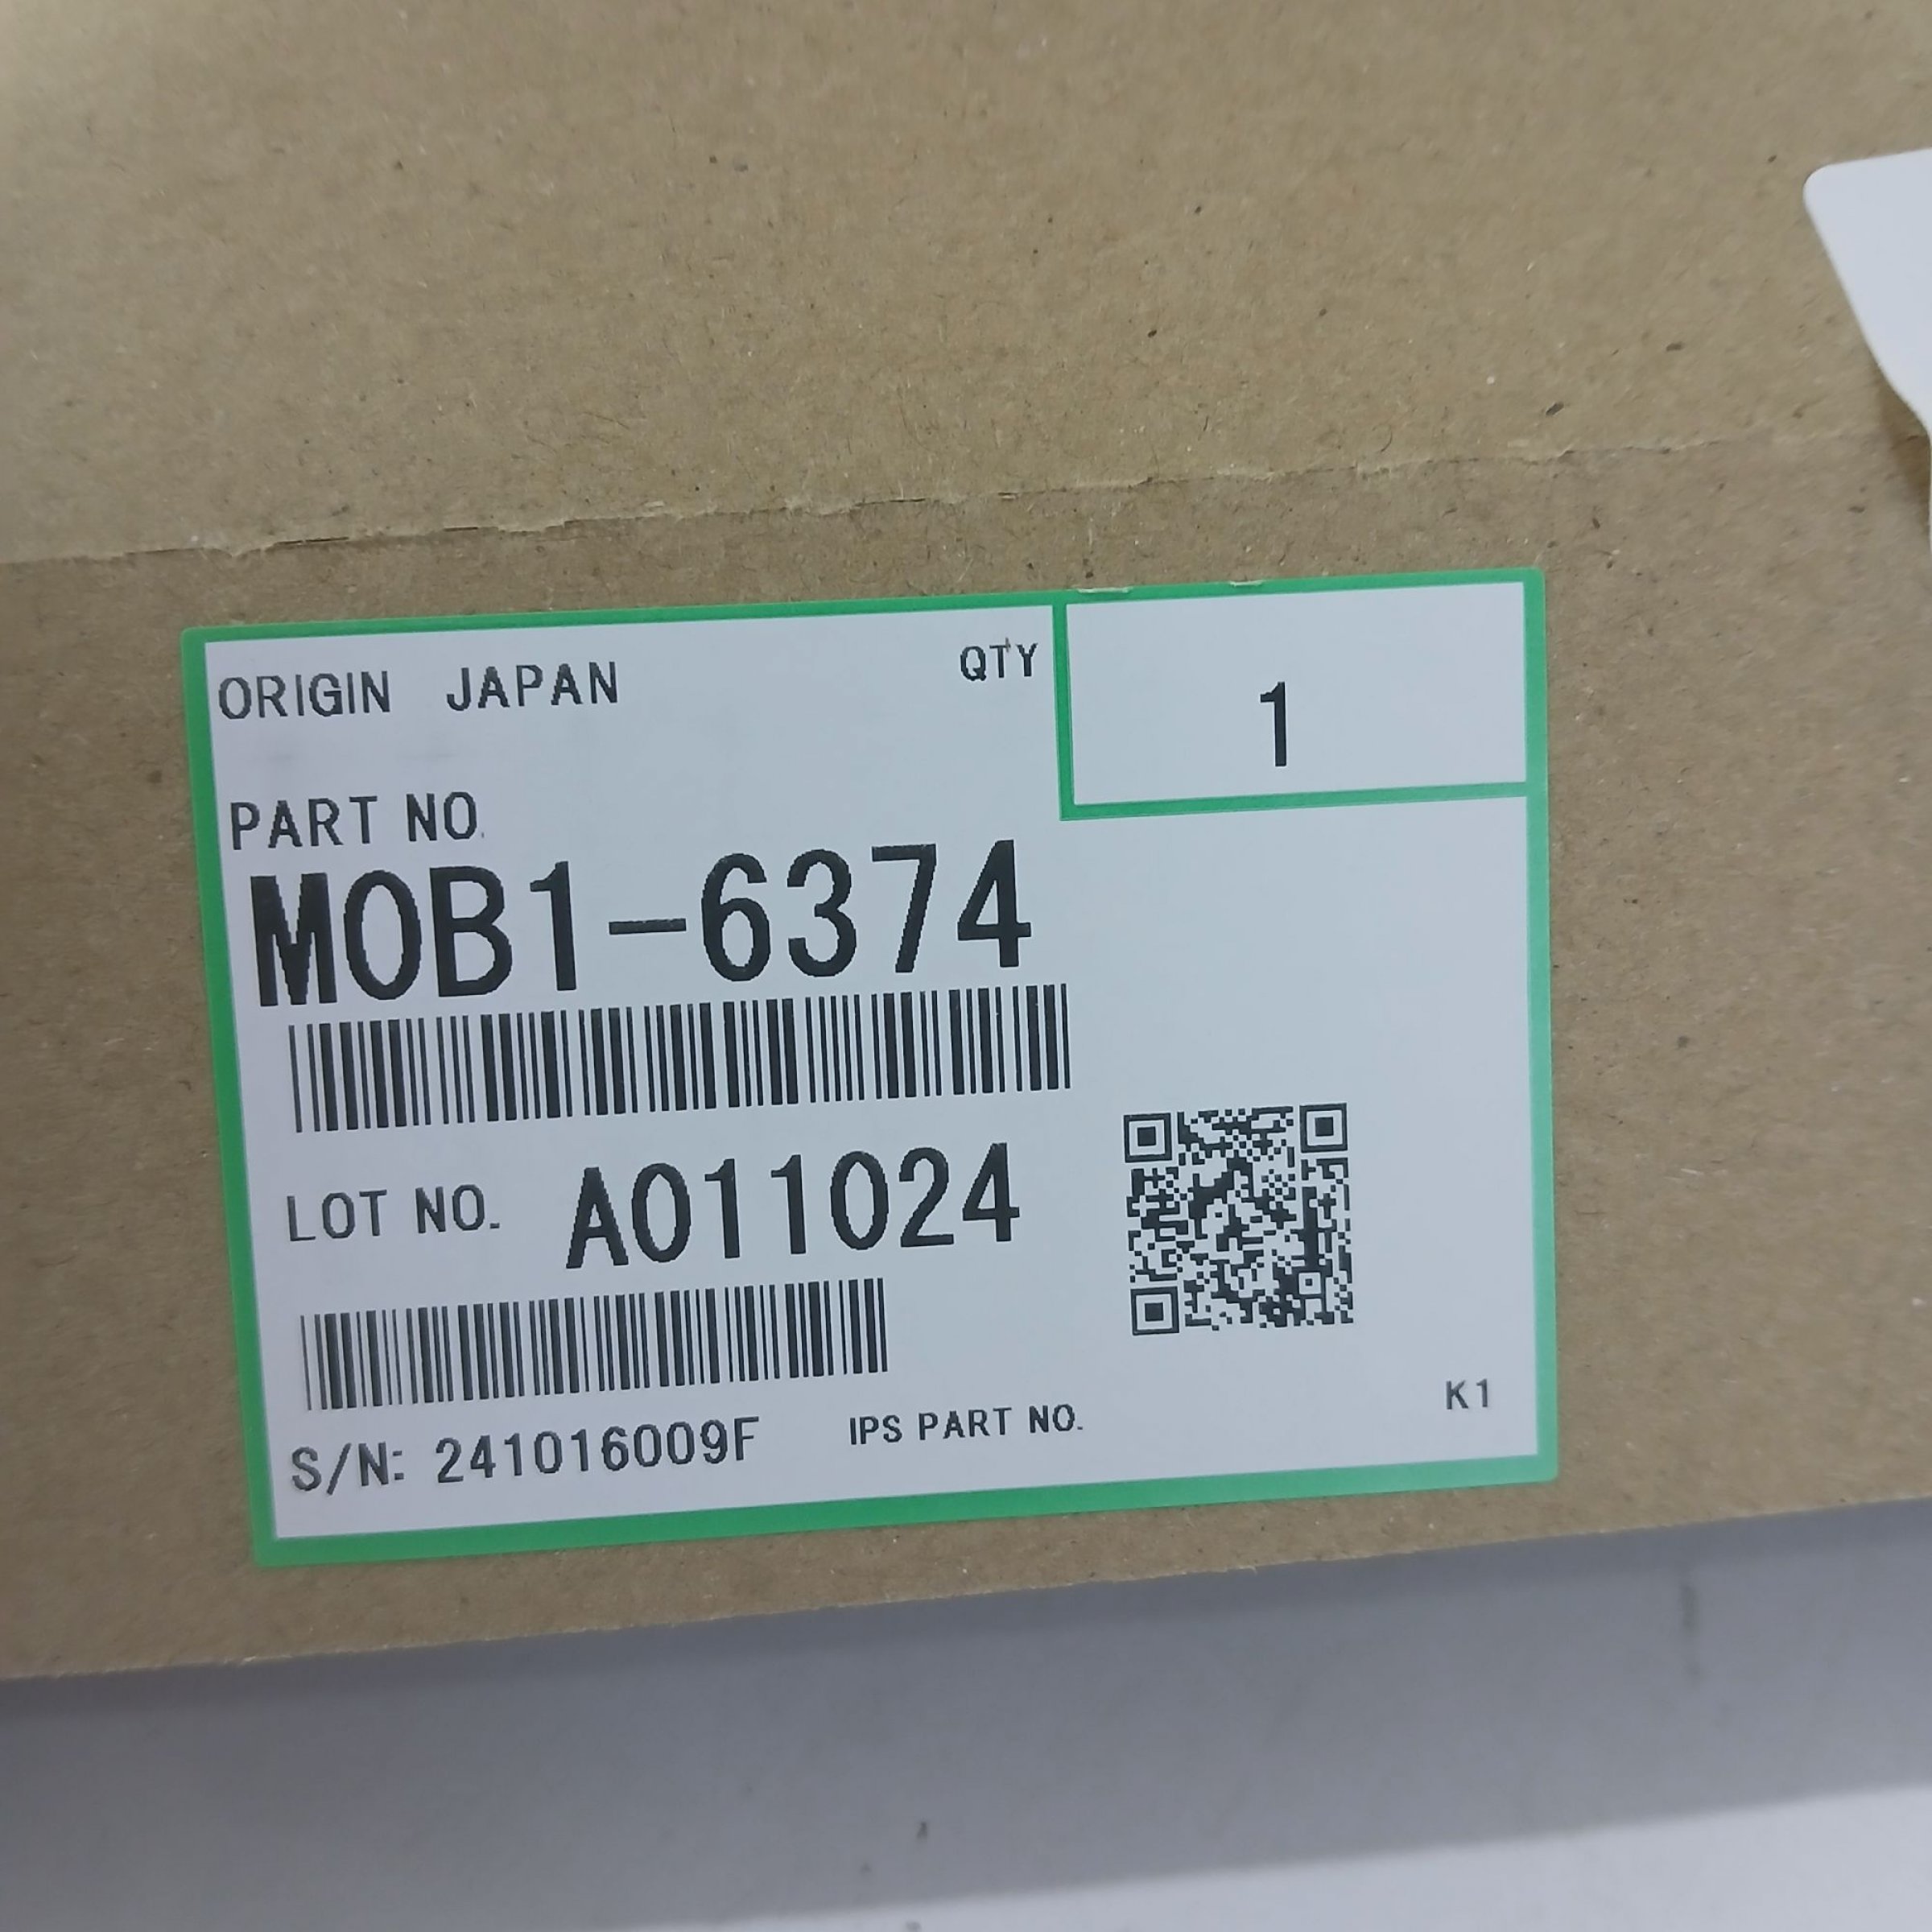 ORIGIN JAPAN
QTY 1
PART NO.
M0B1-6374
LOT NO. A011024
S/N: 241016009F
IPS PART NO.
K1